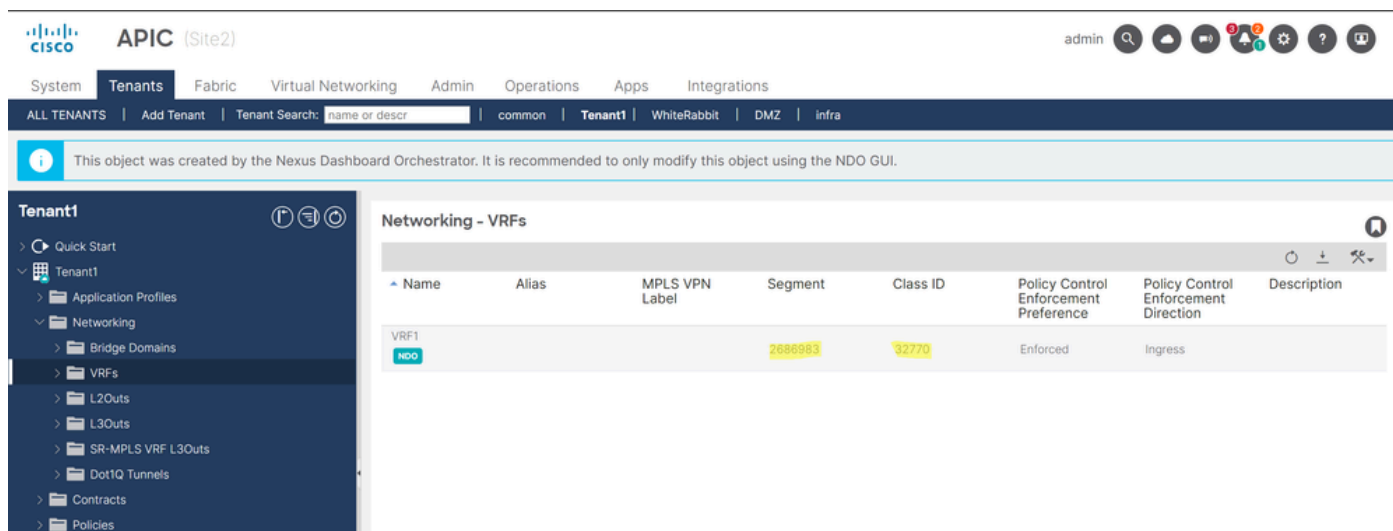 CISCO
APIC (Site2)
admin
3
2
1
System Tenants Fabric Virtual Networking Admin Operations Apps Integrations
ALL TENANTS | Add Tenant | Tenant Search: name or descr | common | Tenant1 | WhiteRabbit | DMZ | infra
i This object was created by the Nexus Dashboard Orchestrator. It is recommended to only modify this object using the NDO GUI.
Tenant1
Quick Start
Tenant1
Application Profiles
Networking
Bridge Domains
VRFs
L2Outs
L3Outs
SR-MPLS VRF L3Outs
Dot1Q Tunnels
Contracts
Policies
Networking - VRFs
Name Alias MPLS VPN Segment Class ID Policy Control Policy Control Description
Label Enforcement Enforcement
Preference Direction
VRF1 2686983 32770 Enforced Ingress
NDO